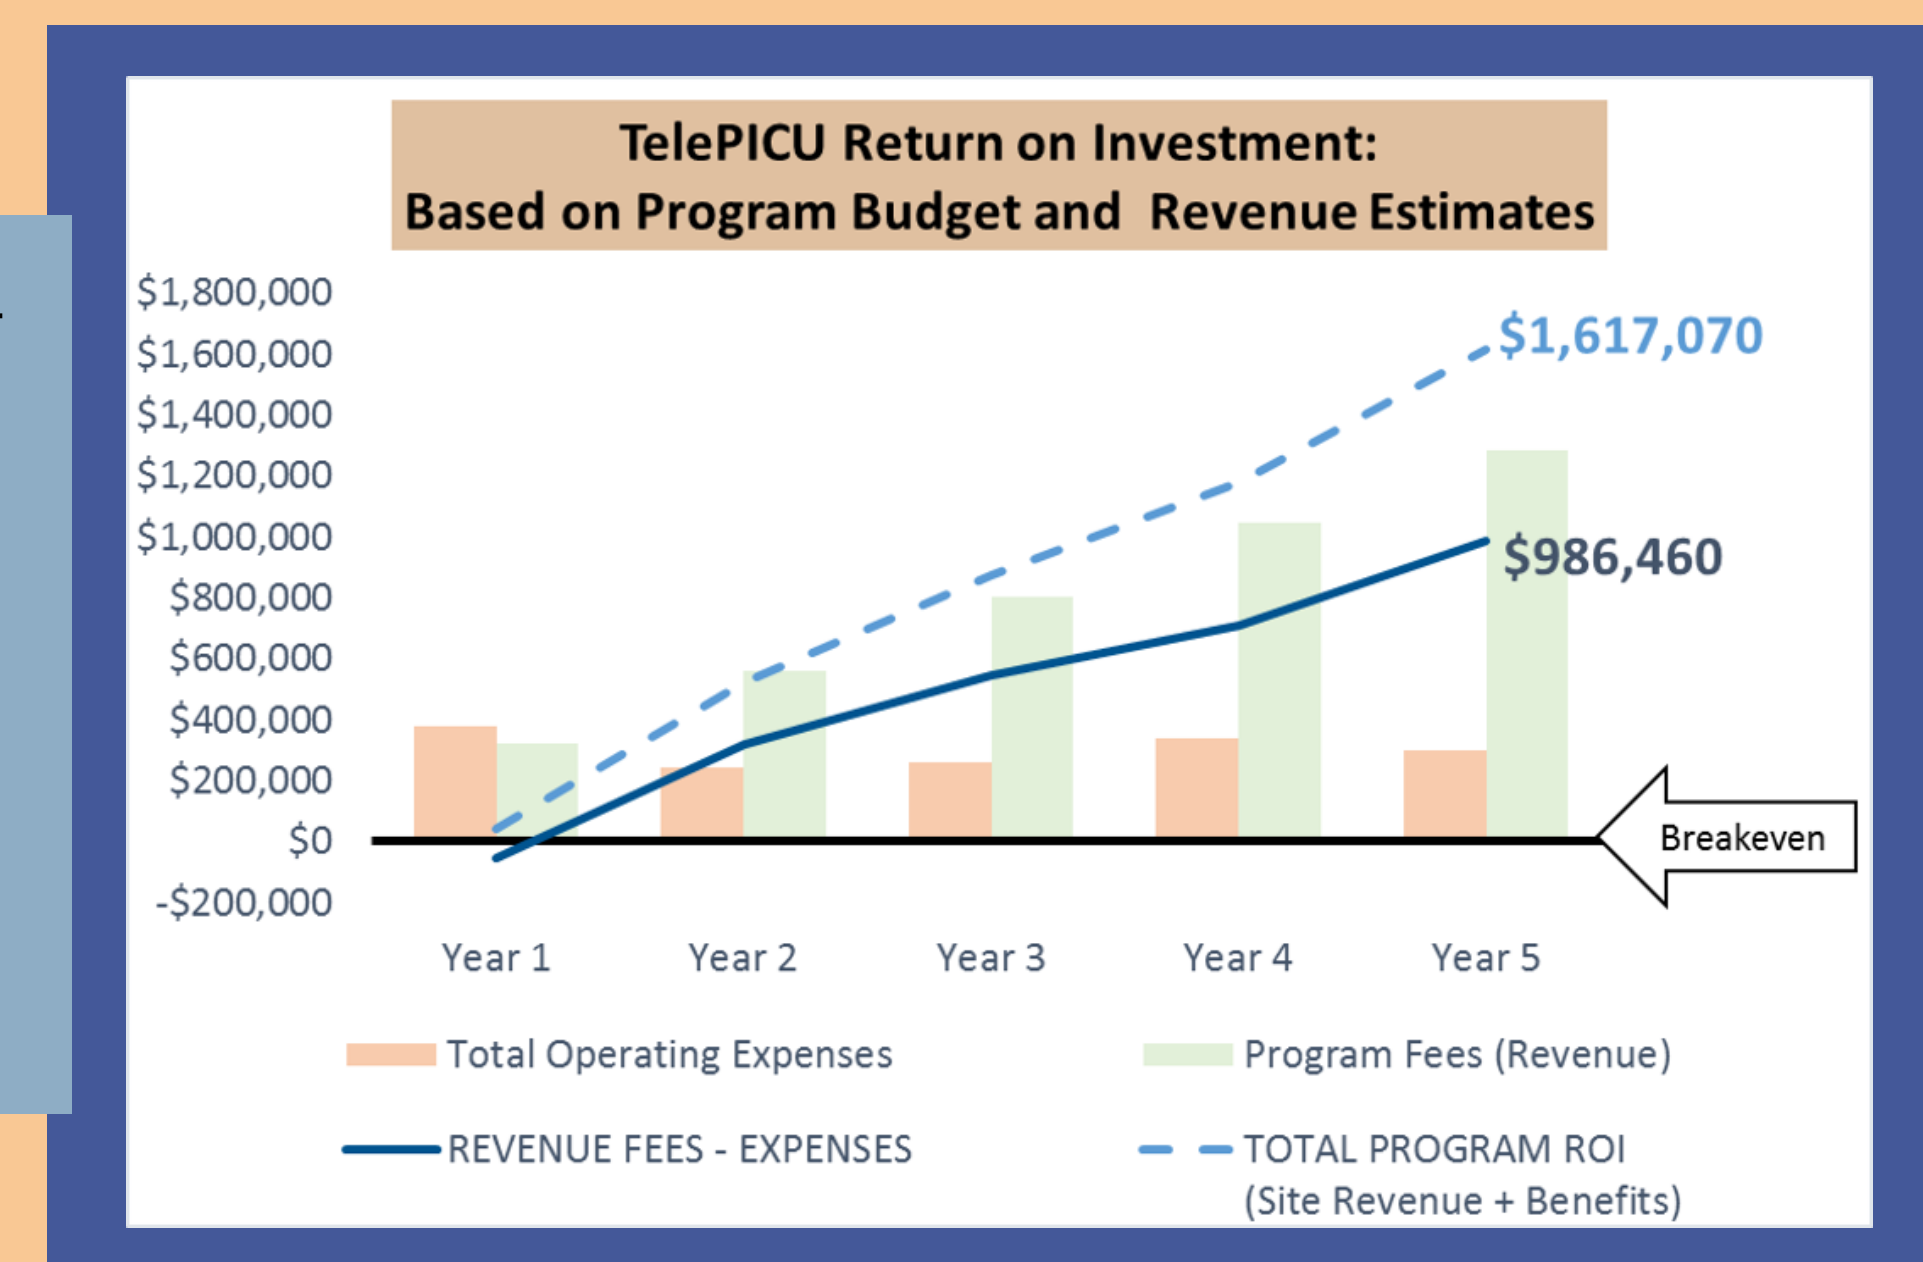 TelePICU Return on Investment:
Based on Program Budget and Revenue Estimates
$1,800,000
$1,600,000
$1,400,000
$1,200,000
$1,000,000
$800,000
$600,000
$400,000
$200,000
$0
-$200,000
$1,617,070
$986,460
Breakeven
Year 1 Year 2 Year 3 Year 4 Year 5
Total Operating Expenses
Program Fees (Revenue)
REVENUE FEES - EXPENSES
TOTAL PROGRAM ROI
(Site Revenue + Benefits)